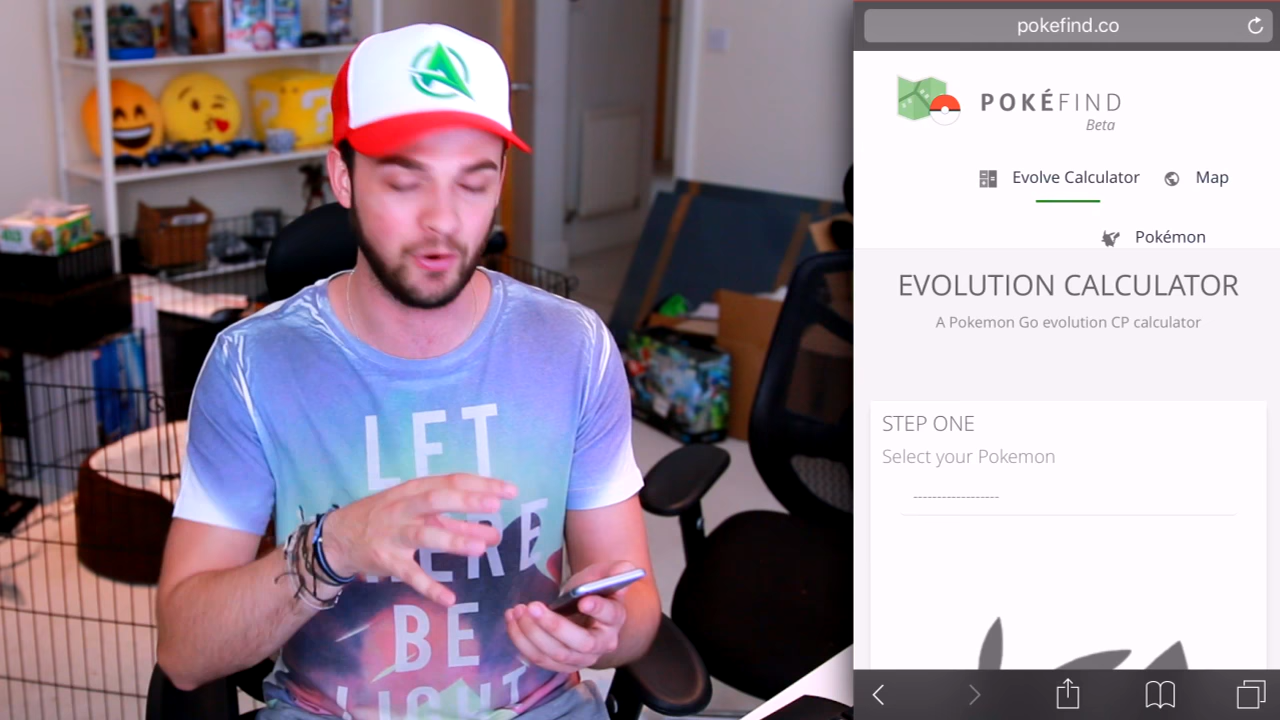 LET
HERE
BE
LIGHT
pokefind.co
POKÉFIND
Beta
Evolve Calculator
Map
Pokémon
EVOLUTION CALCULATOR
A Pokemon Go evolution CP calculator
STEP ONE
Select your Pokemon
------------------